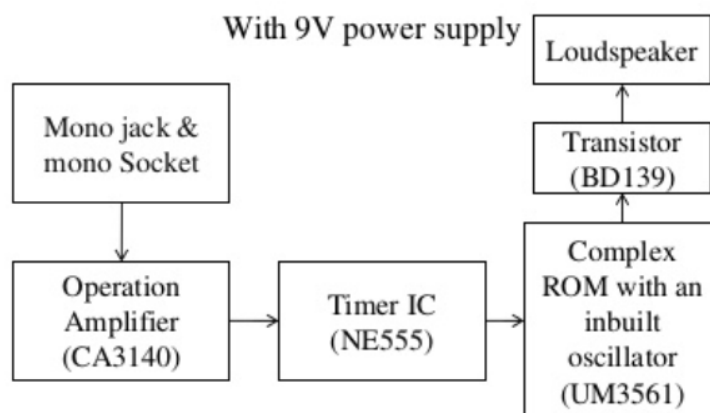 With 9V power supply
Loudspeaker
Mono jack &
mono Socket
Transistor
(BD139)
Operation
Amplifier
(CA3140)
Timer IC
(NE555)
Complex
ROM with an
inbuilt
oscillator
(UM3561)